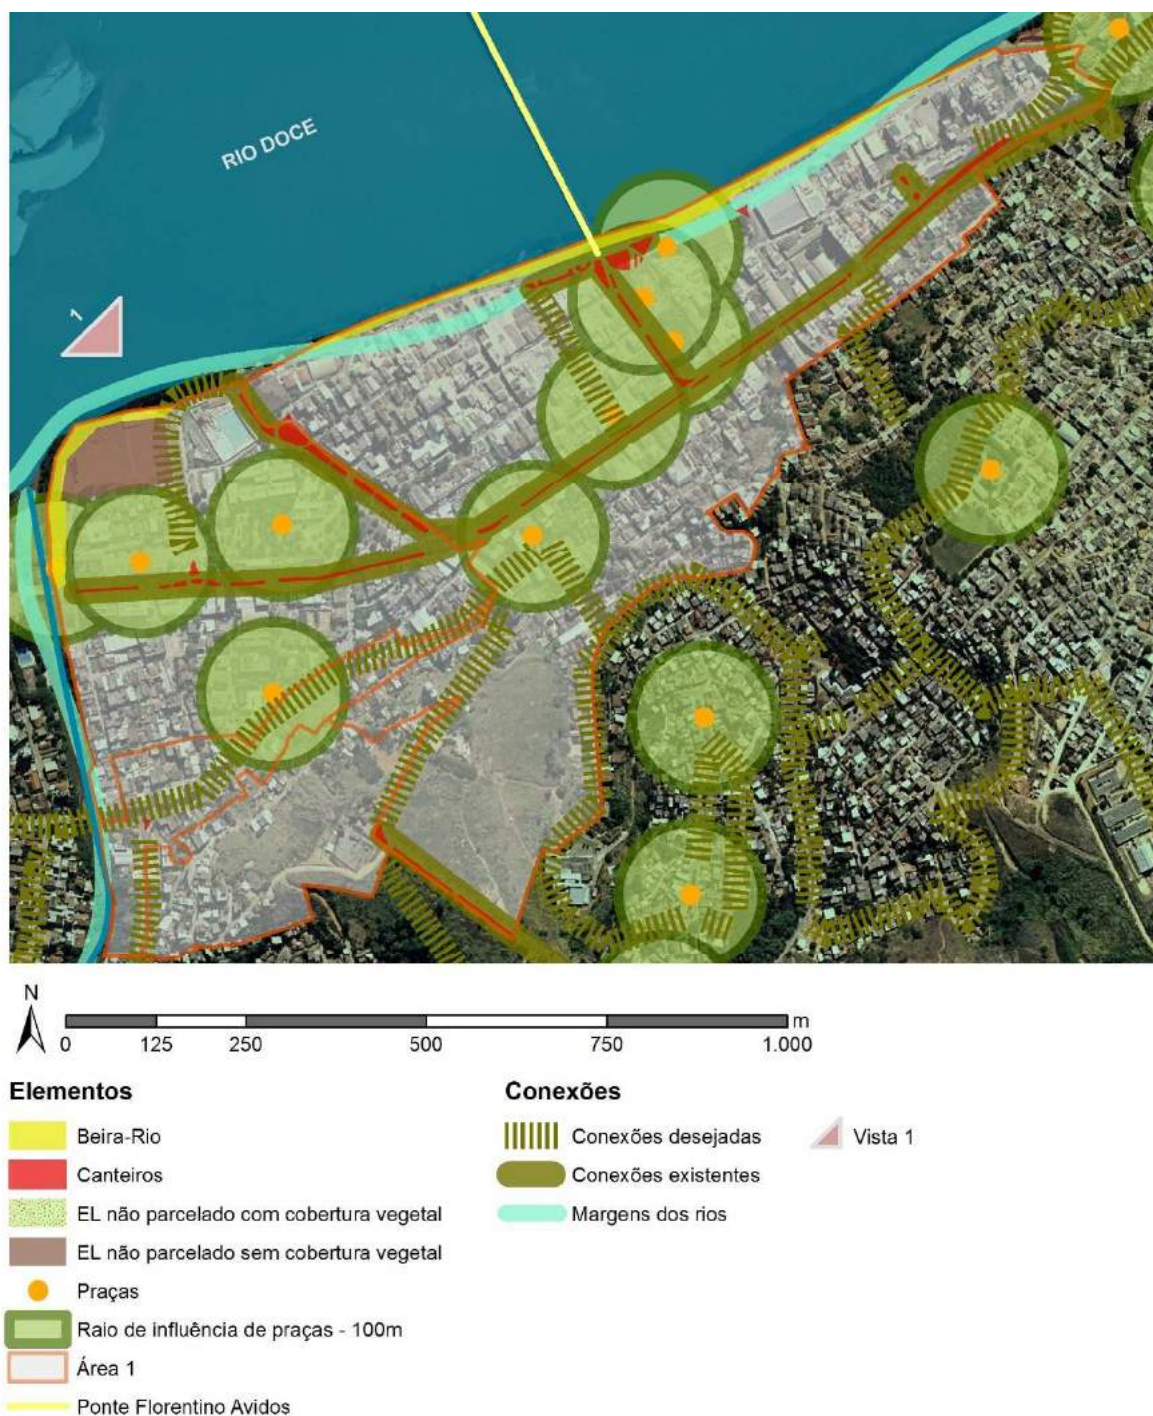 RIO DOCE
1
N
m
0 125 250 500 750 1.000
Elementos
Beira-Rio
Canteiros
EL não parcelado com cobertura vegetal
EL não parcelado sem cobertura vegetal
Praças
Raio de influência de praças - 100m
Área 1
Ponte Florentino Avidos
Conexões
Conexões desejadas
Conexões existentes
Margens dos rios
Vista 1